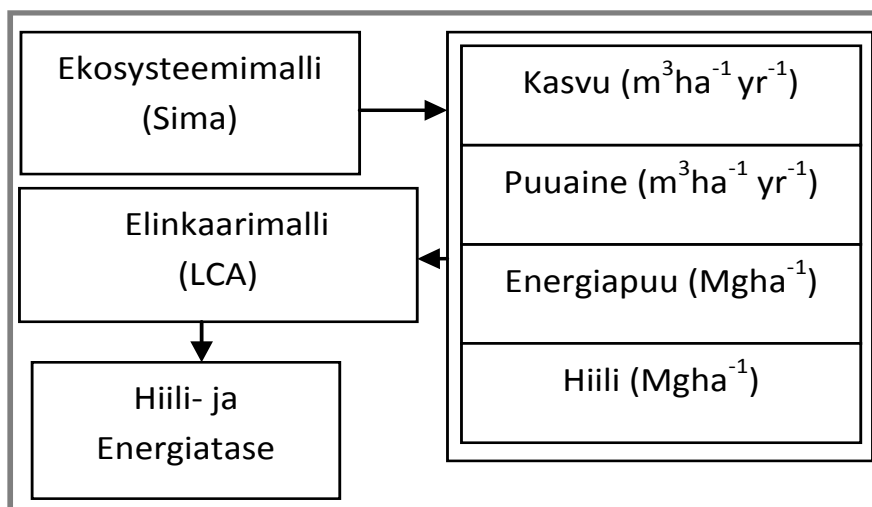 Ekosysteemimalli
(Sima)
Elinkaarimalli
(LCA)
Hiili- ja
Energiatase
Kasvu (m³ha⁻¹ yr⁻¹)
Puuaine (m³ha⁻¹ yr⁻¹)
Energiapuu (Mgha⁻¹)
Hiili (Mgha⁻¹)